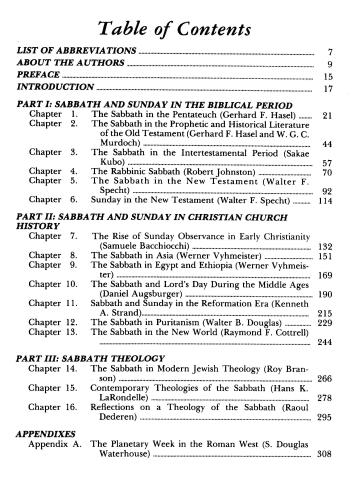 Table of Contents
LIST OF ABBREVIATIONS 7
ABOUT THE AUTHORS 9
PREFACE 15
INTRODUCTION 17
PART I: SABBATH AND SUNDAY IN THE BIBLICAL PERIOD
Chapter 1. The Sabbath in the Pentateuch (Gerhard F. Hasel) 21
Chapter 2. The Sabbath in the Prophetic and Historical Literature
of the Old Testament (Gerhard F. Hasel and W. G. C.
Murdoch) 44
Chapter 3. The Sabbath in the Intertestamental Period (Sakae
Kubo) 57
Chapter 4. The Rabbinic Sabbath (Robert Johnston) 70
Chapter 5. The Sabbath in the New Testament (Walter F.
Specht) 92
Chapter 6. Sunday in the New Testament (Walter F. Specht) 114
PART II: SABBATH AND SUNDAY IN CHRISTIAN CHURCH
HISTORY
Chapter 7. The Rise of Sunday Observance in Early Christianity
(Samuele Bacchiocchi) 132
Chapter 8. The Sabbath in Asia (Werner Vyhmeister) 151
Chapter 9. The Sabbath in Egypt and Ethiopia (Werner Vyhmeis-
ter) 169
Chapter 10. The Sabbath and Lord's Day During the Middle Ages
(Daniel Augsburger) 190
Chapter 11. Sabbath and Sunday in the Reformation Era (Kenneth
A. Strand) 215
Chapter 12. The Sabbath in Puritanism (Walter B. Douglas) 229
Chapter 13. The Sabbath in the New World (Raymond F. Cottrell)
244
PART III: SABBATH THEOLOGY
Chapter 14. The Sabbath in Modern Jewish Theology (Roy Bran-
son) 266
Chapter 15. Contemporary Theologies of the Sabbath (Hans K.
LaRondelle) 278
Chapter 16. Reflections on a Theology of the Sabbath (Raoul
Dederen) 295
APPENDIXES
Appendix A. The Planetary Week in the Roman West (S. Douglas
Waterhouse) 308